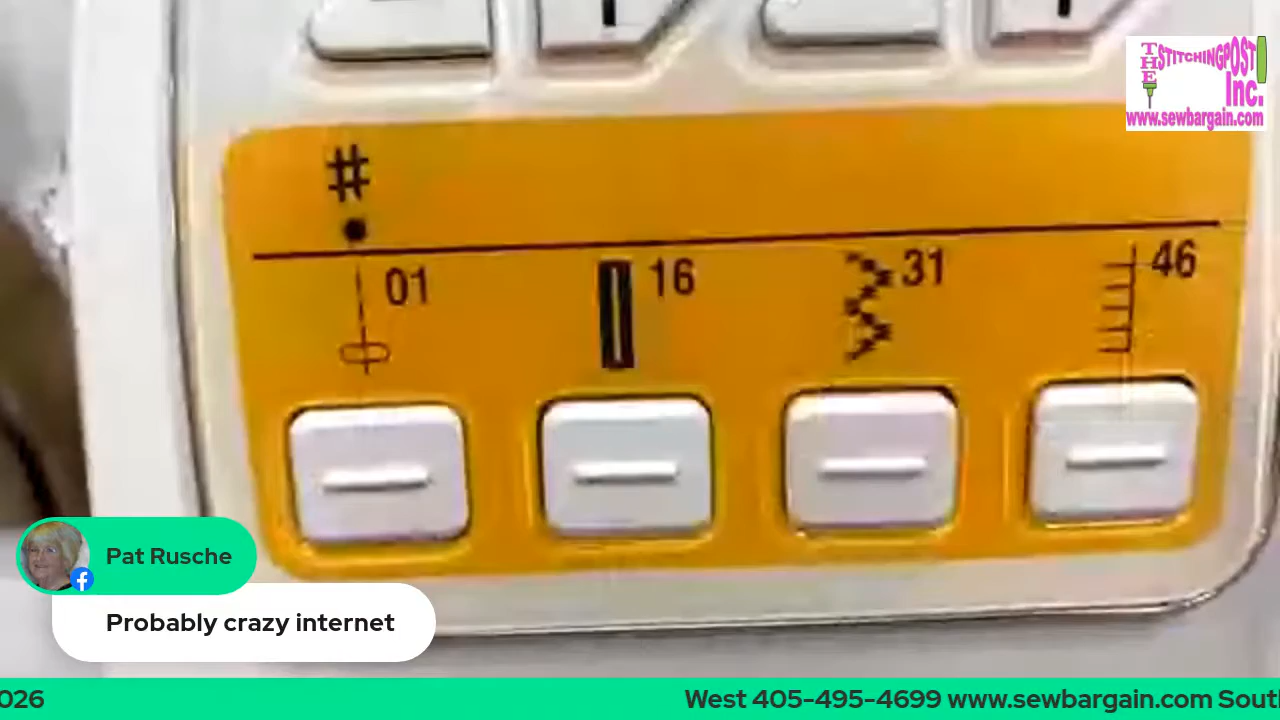 THE STITCHINGPOST
Inc.
www.sewbargain.com
#
01
16
31
46
Pat Rusche
Probably crazy internet
026 West 405-495-4699 www.sewbargain.com